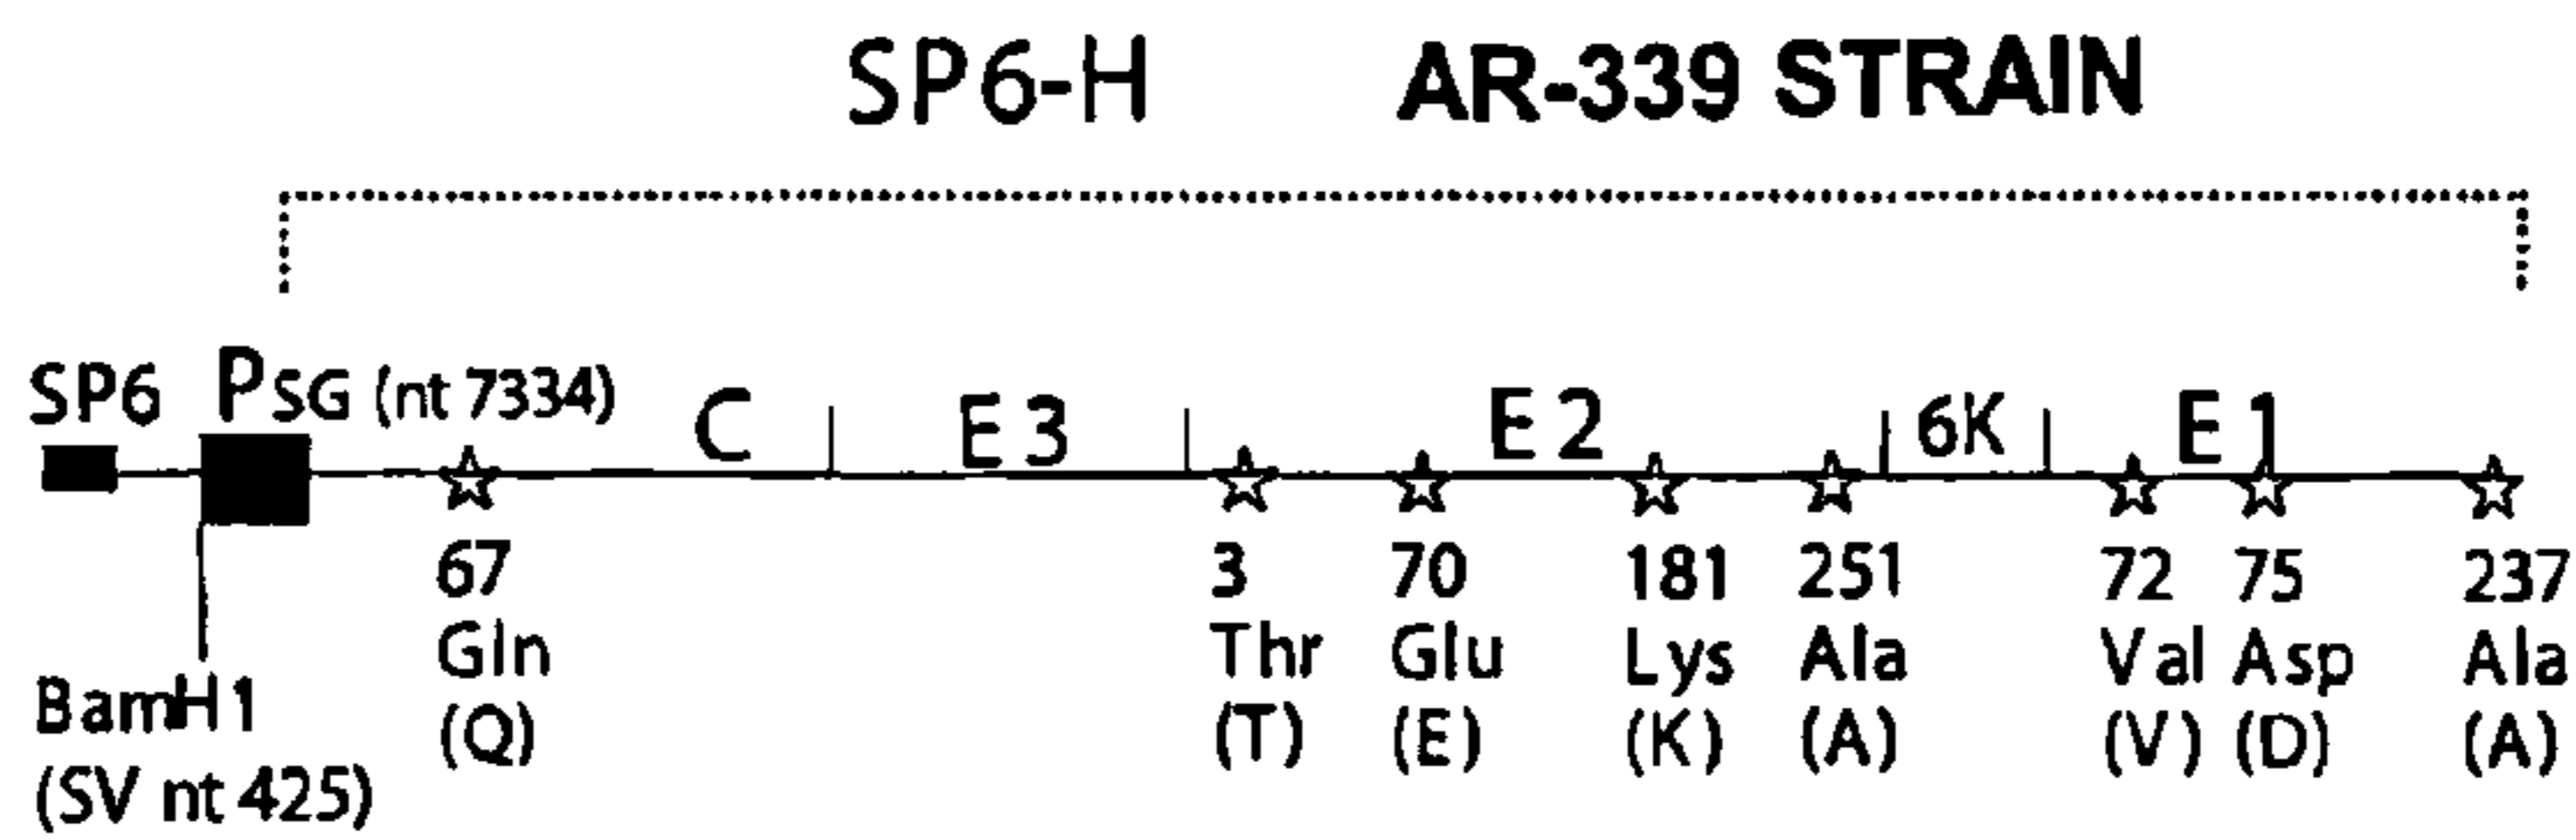 SP6-H AR-339 STRAIN
SP6 PSG (nt 7334) C E3 E2 6K E1
67 3 70 181 251 72 75 237
Gln Thr Glu Lys Ala Val Asp Ala
BamH1 (Q) (T) (E) (K) (A) (V) (D) (A)
(SV nt 425)